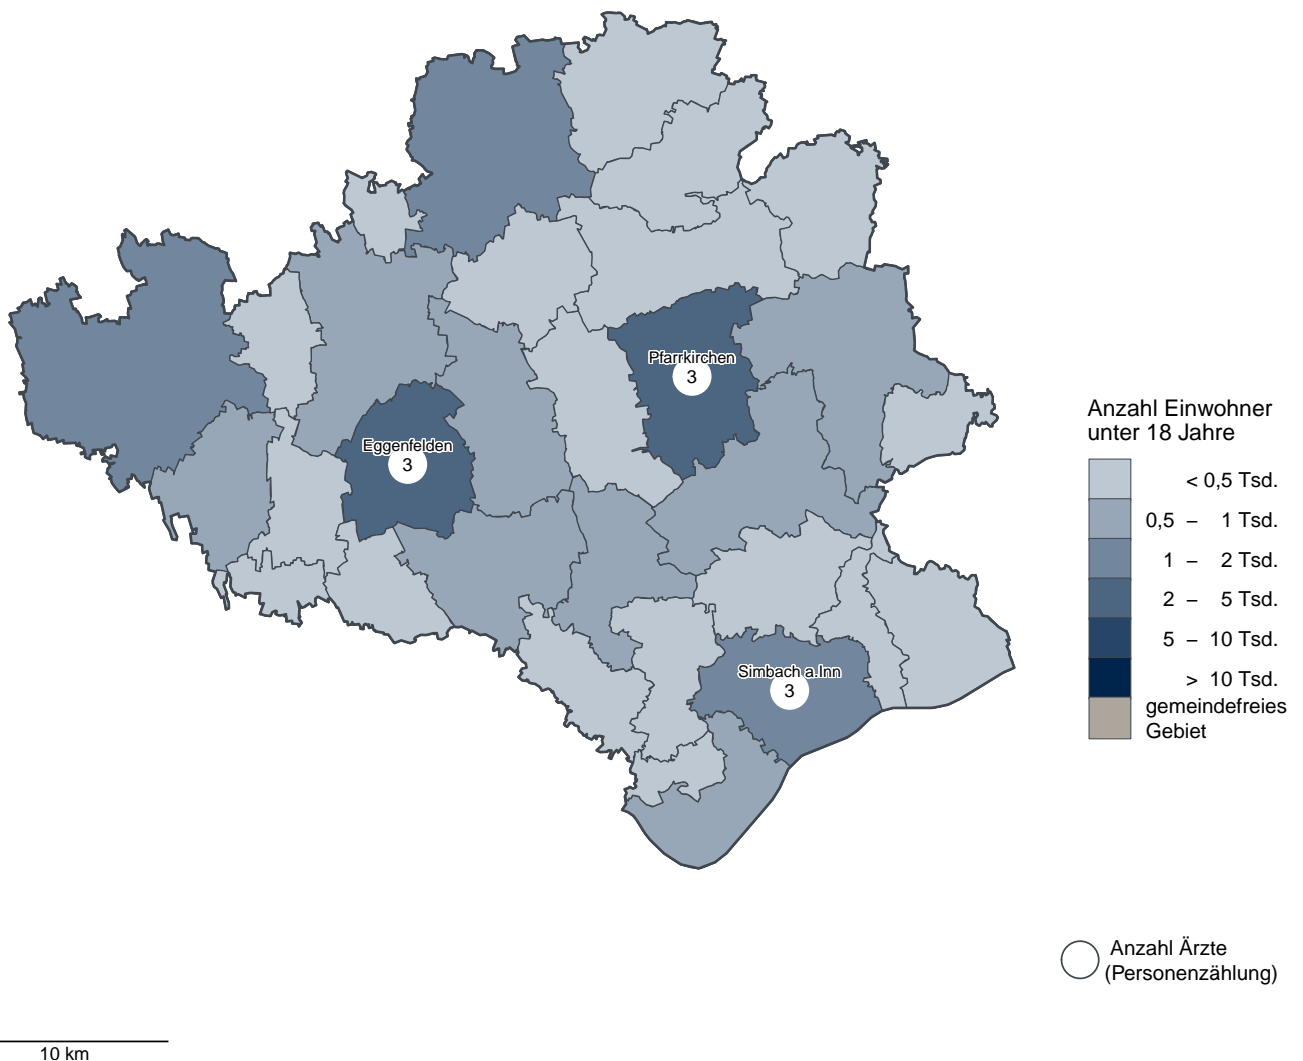 Pfarrkirchen
3
Eggenfelden
3
Simbach a.Inn
3
Anzahl Einwohner
unter 18 Jahre
< 0,5 Tsd.
0,5 – 1 Tsd.
1 – 2 Tsd.
2 – 5 Tsd.
5 – 10 Tsd.
> 10 Tsd.
gemeindefreies
Gebiet
Anzahl Ärzte
(Personenzählung)
10 km